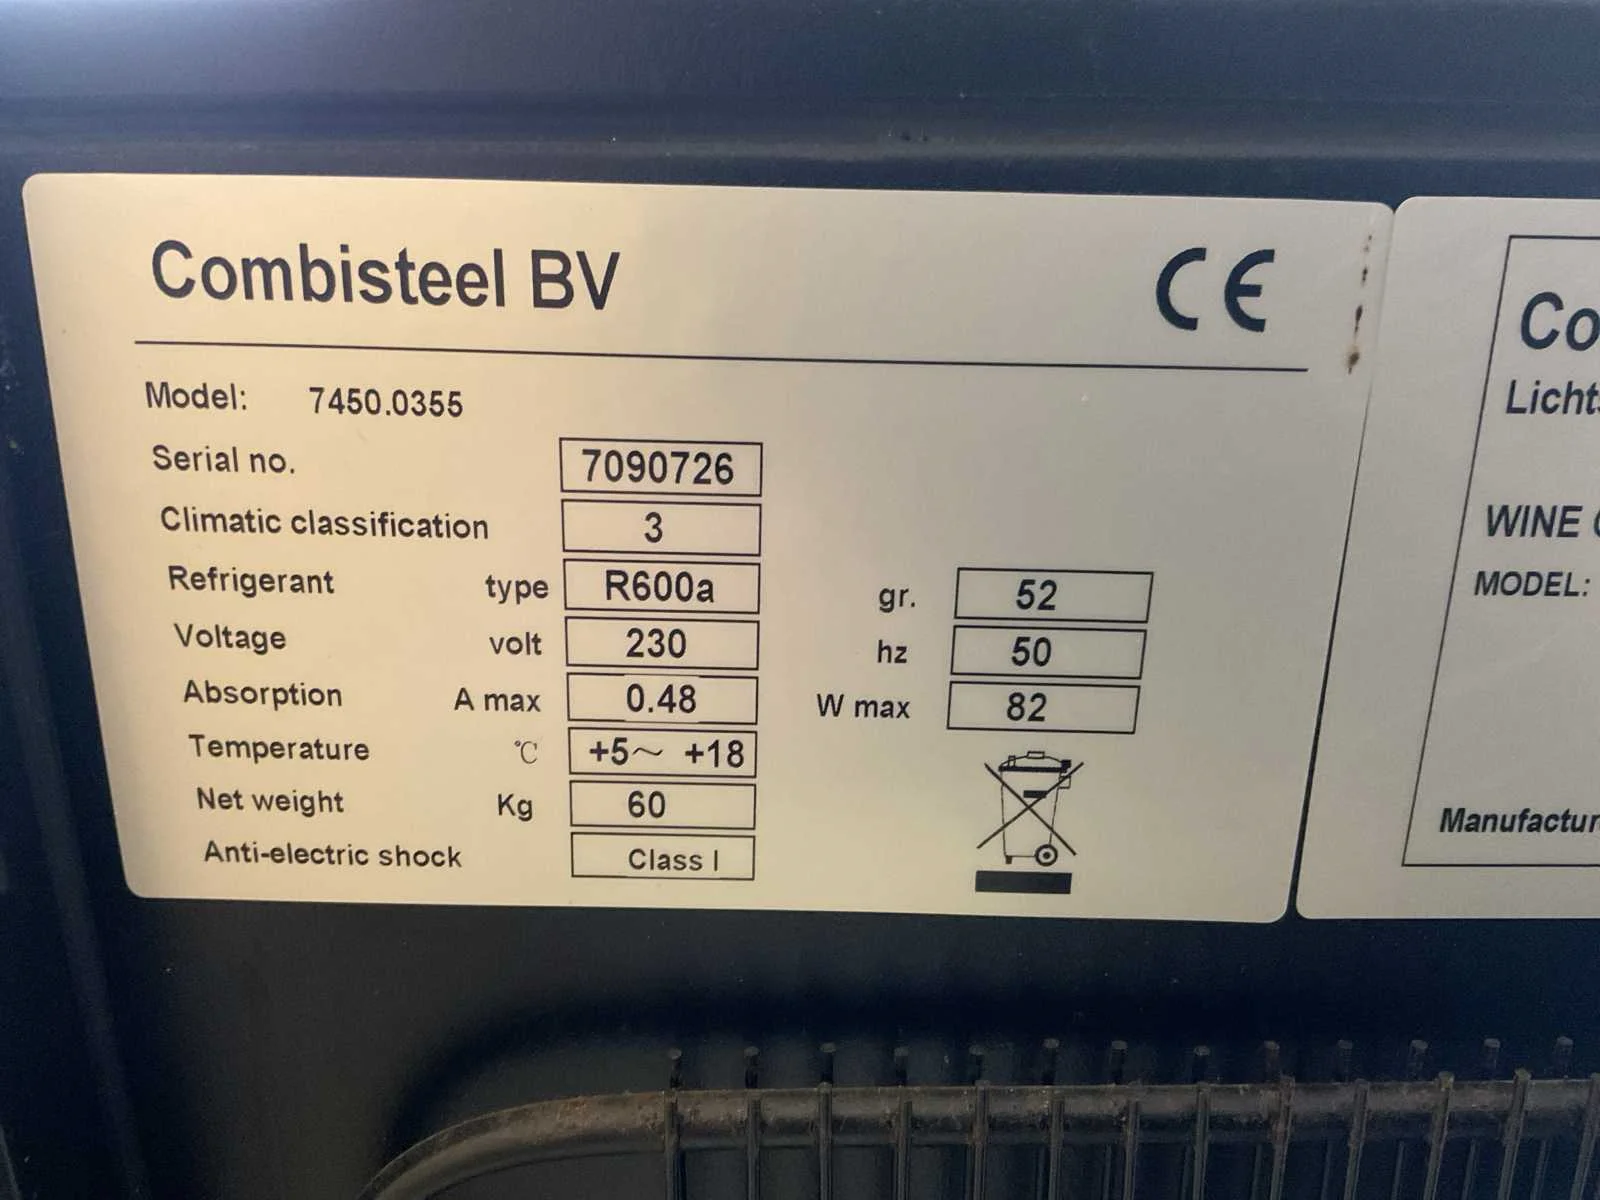 Combisteel BV CE
Model: 7450.0355
Serial no. 7090726
Climatic classification 3
Refrigerant type R600a gr. 52
Voltage volt 230 hz 50
Absorption A max 0.48 W max 82
Temperature ℃ +5～ +18
Net weight Kg 60
Anti-electric shock Class I
Co
Licht
WINE
MODEL:
Manufactur